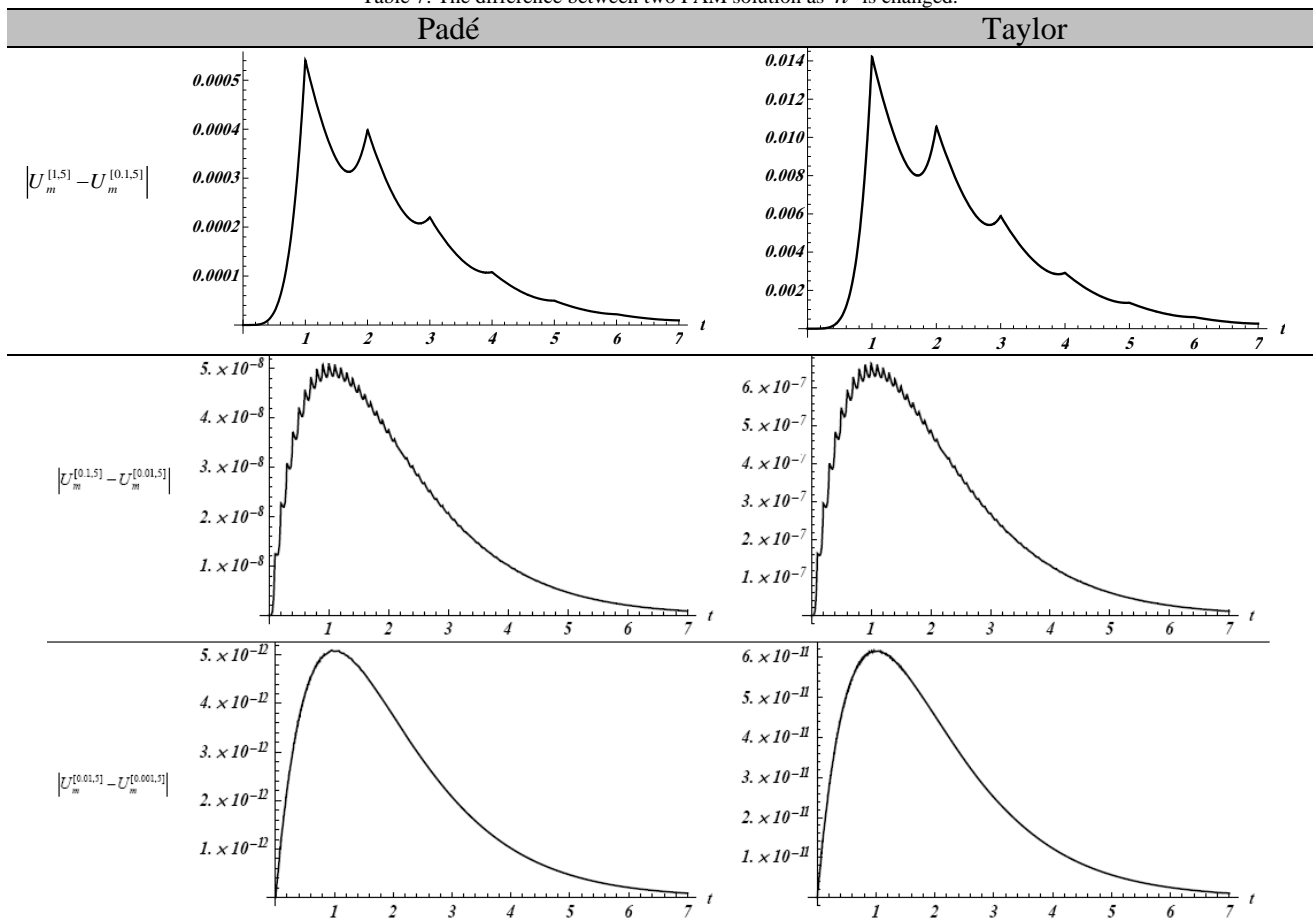 Table 7. The difference between two PAM solution as h is changed.
Padé Taylor
|U_m^{[1,5]} − U_m^{[0.1,5]}|
0.0005
0.0004
0.0003
0.0002
0.0001
1 2 3 4 5 6 7 t
0.014
0.012
0.010
0.008
0.006
0.004
0.002
1 2 3 4 5 6 7 t
|U_m^{[0.1,5]} − U_m^{[0.01,5]}|
5. × 10⁻⁸
4. × 10⁻⁸
3. × 10⁻⁸
2. × 10⁻⁸
1. × 10⁻⁸
1 2 3 4 5 6 7 t
6. × 10⁻⁷
5. × 10⁻⁷
4. × 10⁻⁷
3. × 10⁻⁷
2. × 10⁻⁷
1. × 10⁻⁷
1 2 3 4 5 6 7 t
|U_m^{[0.01,5]} − U_m^{[0.001,5]}|
5. × 10⁻¹²
4. × 10⁻¹²
3. × 10⁻¹²
2. × 10⁻¹²
1. × 10⁻¹²
1 2 3 4 5 6 7 t
6. × 10⁻¹¹
5. × 10⁻¹¹
4. × 10⁻¹¹
3. × 10⁻¹¹
2. × 10⁻¹¹
1. × 10⁻¹¹
1 2 3 4 5 6 7 t